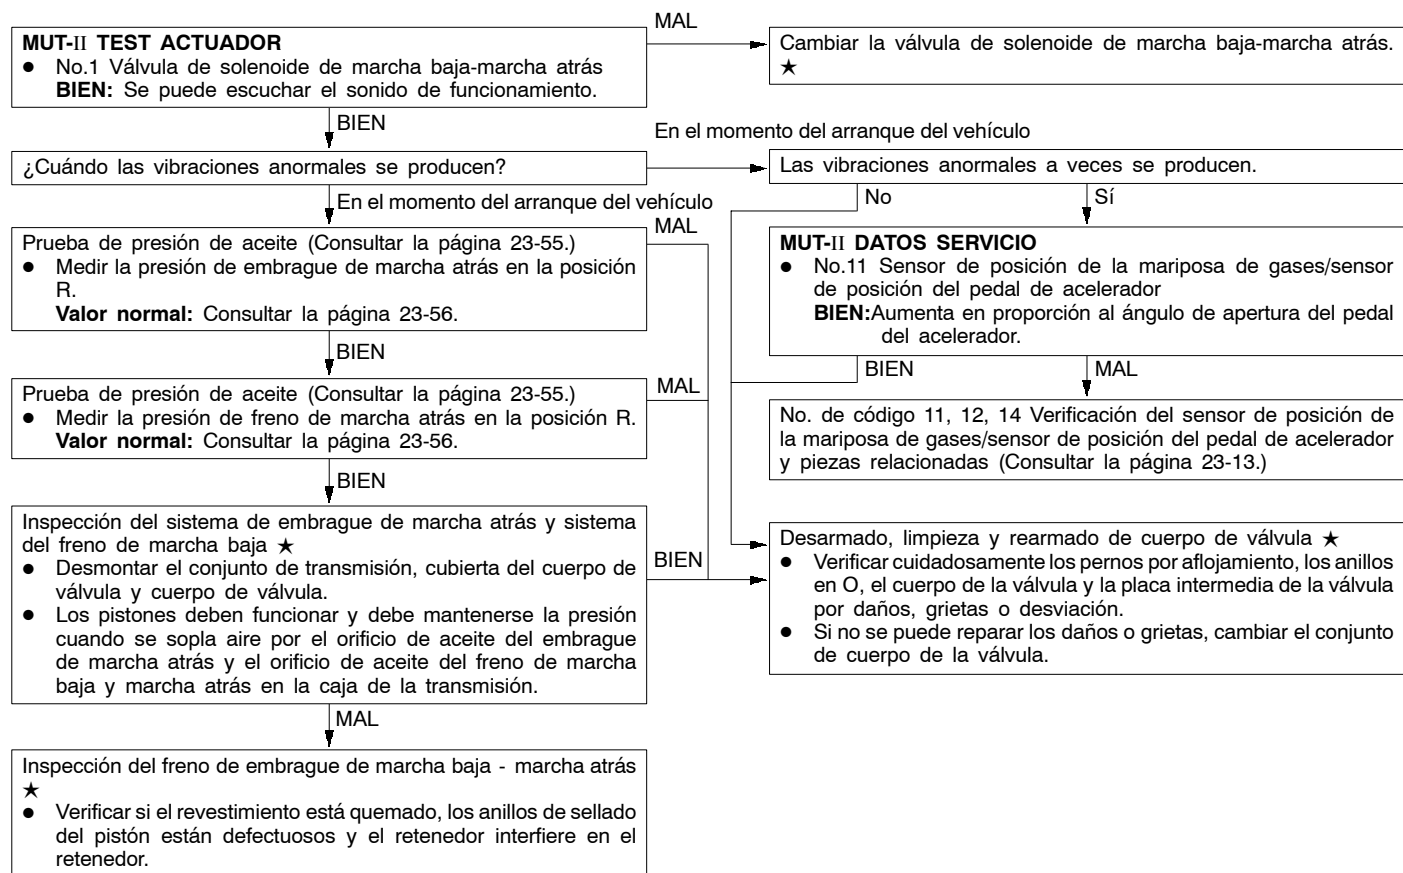 MAL
MUT-II TEST ACTUADOR
● No.1 Válvula de solenoide de marcha baja-marcha atrás
BIEN: Se puede escuchar el sonido de funcionamiento.
Cambiar la válvula de solenoide de marcha baja-marcha atrás.
★
BIEN
En el momento del arranque del vehículo
¿Cuándo las vibraciones anormales se producen?
Las vibraciones anormales a veces se producen.
En el momento del arranque del vehículo
No
Sí
MAL
Prueba de presión de aceite (Consultar la página 23-55.)
● Medir la presión de embrague de marcha atrás en la posición
R.
Valor normal: Consultar la página 23-56.
MUT-II DATOS SERVICIO
● No.11 Sensor de posición de la mariposa de gases/sensor
de posición del pedal de acelerador
BIEN:Aumenta en proporción al ángulo de apertura del pedal
del acelerador.
BIEN
BIEN
MAL
MAL
Prueba de presión de aceite (Consultar la página 23-55.)
● Medir la presión de freno de marcha atrás en la posición R.
Valor normal: Consultar la página 23-56.
No. de código 11, 12, 14 Verificación del sensor de posición de
la mariposa de gases/sensor de posición del pedal de acelerador
y piezas relacionadas (Consultar la página 23-13.)
BIEN
Inspección del sistema de embrague de marcha atrás y sistema
del freno de marcha baja ★
● Desmontar el conjunto de transmisión, cubierta del cuerpo de
válvula y cuerpo de válvula.
● Los pistones deben funcionar y debe mantenerse la presión
cuando se sopla aire por el orificio de aceite del embrague
de marcha atrás y el orificio de aceite del freno de marcha
baja y marcha atrás en la caja de la transmisión.
BIEN
Desarmado, limpieza y rearmado de cuerpo de válvula ★
● Verificar cuidadosamente los pernos por aflojamiento, los anillos
en O, el cuerpo de la válvula y la placa intermedia de la válvula
por daños, grietas o desviación.
● Si no se puede reparar los daños o grietas, cambiar el conjunto
de cuerpo de la válvula.
MAL
Inspección del freno de embrague de marcha baja - marcha atrás
★
● Verificar si el revestimiento está quemado, los anillos de sellado
del pistón están defectuosos y el retenedor interfiere en el
retenedor.